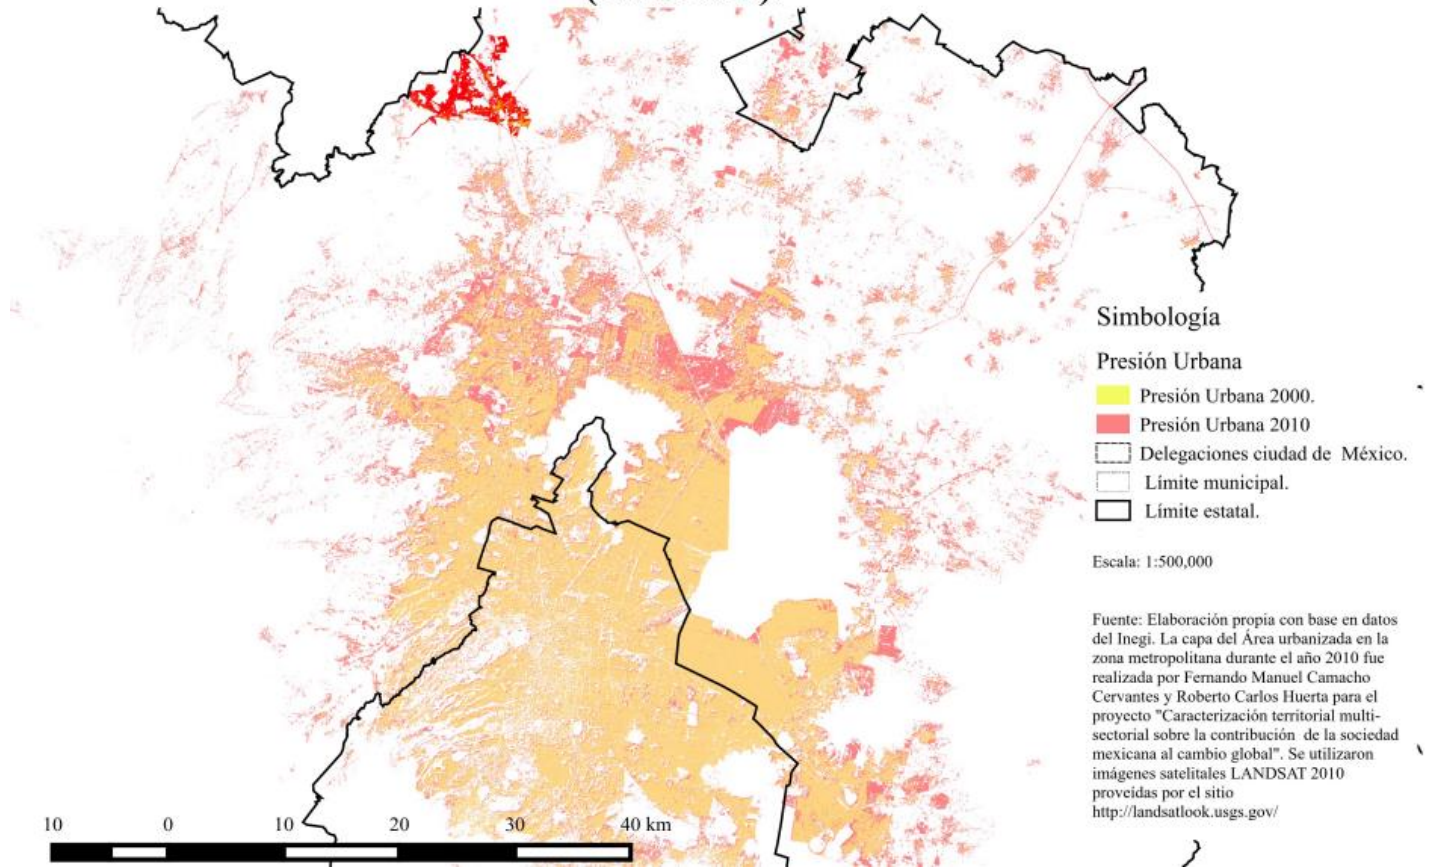 Simbología
Presión Urbana
Presión Urbana 2000.
Presión Urbana 2010
Delegaciones ciudad de México.
Límite municipal.
Límite estatal.
Escala: 1:500,000
Fuente: Elaboración propia con base en datos
del Inegi. La capa del Área urbanizada en la
zona metropolitana durante el año 2010 fue
realizada por Fernando Manuel Camacho
Cervantes y Roberto Carlos Huerta para el
proyecto "Caracterización territorial multi-
sectorial sobre la contribución de la sociedad
mexicana al cambio global". Se utilizaron
imágenes satelitales LANDSAT 2010
proveídas por el sitio
http://landsatlook.usgs.gov/
10 0 10 20 30 40 km